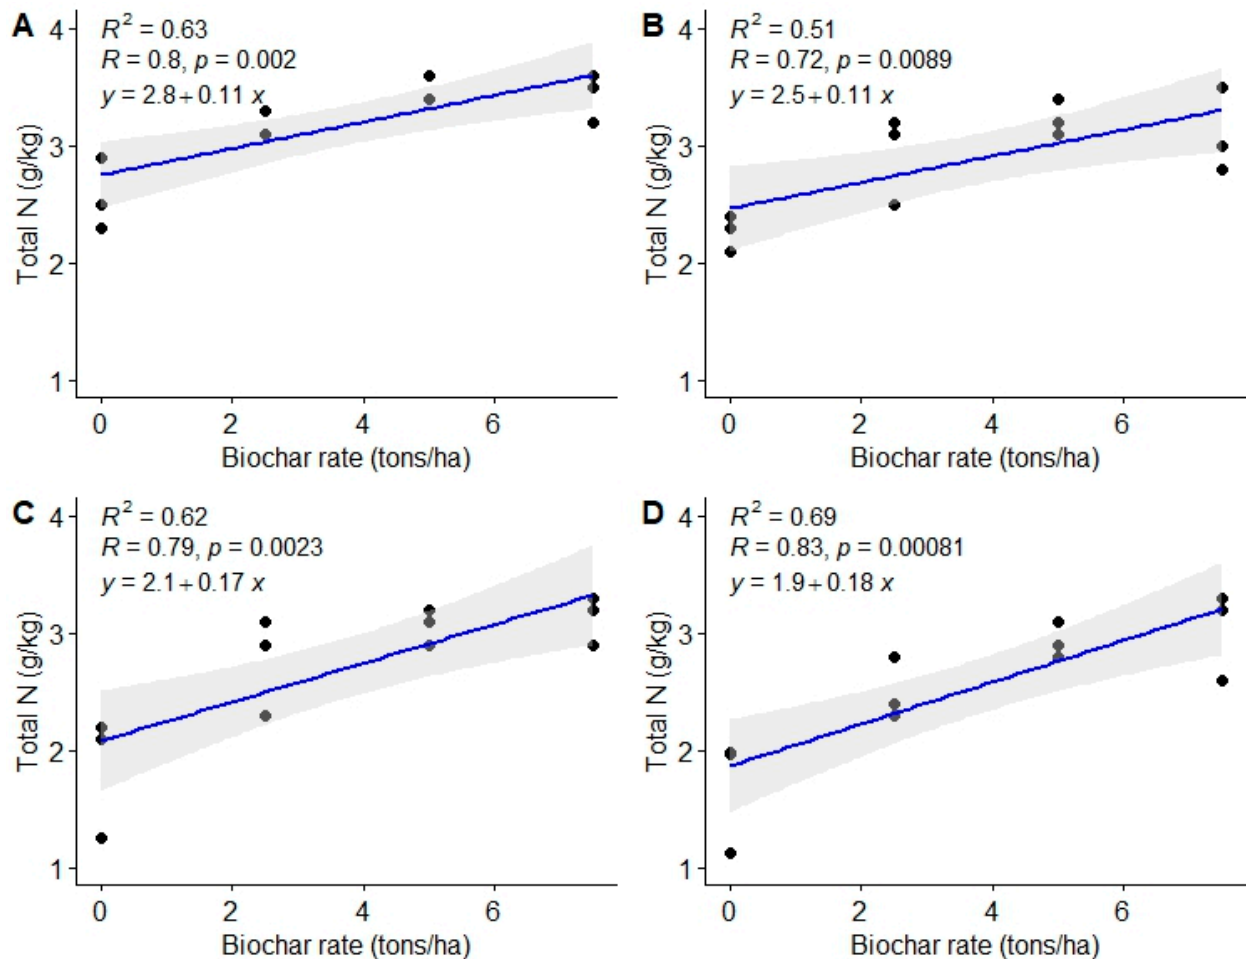 A
R² = 0.63
R = 0.8, p = 0.002
y = 2.8+0.11 x
4
3
2
1
Total N (g/kg)
0 2 4 6
Biochar rate (tons/ha)
B
R² = 0.51
R = 0.72, p = 0.0089
y = 2.5+0.11 x
4
3
2
1
Total N (g/kg)
0 2 4 6
Biochar rate (tons/ha)
C
R² = 0.62
R = 0.79, p = 0.0023
y = 2.1+0.17 x
4
3
2
1
Total N (g/kg)
0 2 4 6
Biochar rate (tons/ha)
D
R² = 0.69
R = 0.83, p = 0.00081
y = 1.9+0.18 x
4
3
2
1
Total N (g/kg)
0 2 4 6
Biochar rate (tons/ha)